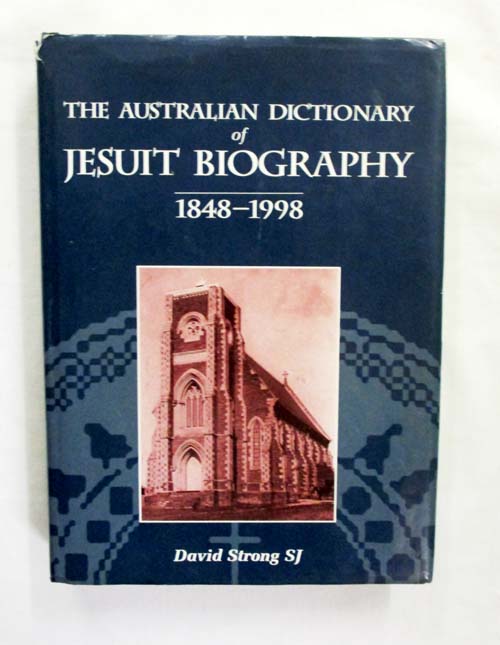 THE AUSTRALIAN DICTIONARY
of
JESUIT BIOGRAPHY
1848–1998
David Strong SJ